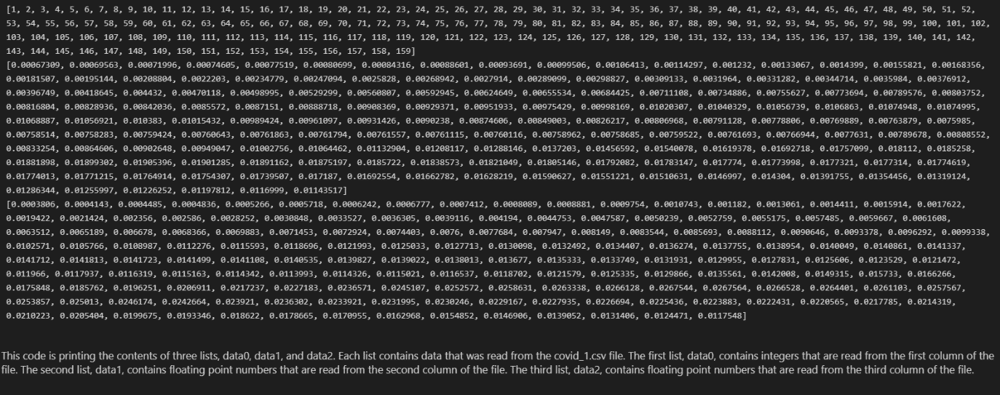 [1, 2, 3, 4, 5, 6, 7, 8, 9, 10, 11, 12, 13, 14, 15, 16, 17, 18, 19, 20, 21, 22, 23, 24, 25, 26, 27, 28, 29, 30, 31, 32, 33, 34, 35, 36, 37, 38, 39, 40, 41, 42, 43, 44, 45, 46, 47, 48, 49, 50, 51, 52,
53, 54, 55, 56, 57, 58, 59, 60, 61, 62, 63, 64, 65, 66, 67, 68, 69, 70, 71, 72, 73, 74, 75, 76, 77, 78, 79, 80, 81, 82, 83, 84, 85, 86, 87, 88, 89, 90, 91, 92, 93, 94, 95, 96, 97, 98, 99, 100, 101, 102,
103, 104, 105, 106, 107, 108, 109, 110, 111, 112, 113, 114, 115, 116, 117, 118, 119, 120, 121, 122, 123, 124, 125, 126, 127, 128, 129, 130, 131, 132, 133, 134, 135, 136, 137, 138, 139, 140, 141, 142,
143, 144, 145, 146, 147, 148, 149, 150, 151, 152, 153, 154, 155, 156, 157, 158, 159]
[0.00067309, 0.00069563, 0.00071996, 0.00074605, 0.00077519, 0.00080699, 0.00084316, 0.00088601, 0.00093691, 0.00099506, 0.00106413, 0.00114297, 0.001232, 0.00133067, 0.0014399, 0.00155821, 0.00168356,
0.00181507, 0.00195144, 0.00208804, 0.0022203, 0.00234779, 0.00247094, 0.0025828, 0.00268942, 0.0027914, 0.00289099, 0.00298827, 0.00309133, 0.0031964, 0.00331282, 0.00344714, 0.0035984, 0.00376912,
0.00396749, 0.00418645, 0.004432, 0.00470118, 0.00498995, 0.00529299, 0.00560807, 0.00592945, 0.00624649, 0.00655534, 0.00684425, 0.00711108, 0.00734886, 0.00755627, 0.00773694, 0.00789576, 0.00803752,
0.00816804, 0.00828936, 0.00842036, 0.0085572, 0.0087151, 0.00888718, 0.00908369, 0.00929371, 0.00951933, 0.00975429, 0.00998169, 0.01020307, 0.01040329, 0.01056739, 0.0106863, 0.01074948, 0.01074995,
0.01068887, 0.01056921, 0.010383, 0.01015432, 0.00989424, 0.00961097, 0.00931426, 0.0090238, 0.00874606, 0.00849003, 0.00826217, 0.00806968, 0.00791128, 0.00778806, 0.00769889, 0.00763879, 0.0075985,
0.00758514, 0.00758283, 0.00759424, 0.00760643, 0.00761863, 0.00761794, 0.00761557, 0.00761115, 0.00760116, 0.00758962, 0.00758685, 0.00759522, 0.00761693, 0.00766944, 0.0077631, 0.00789678, 0.00808552,
0.00833254, 0.00864606, 0.00902648, 0.00949047, 0.01002756, 0.01064462, 0.01132904, 0.01208117, 0.01288146, 0.0137203, 0.01456592, 0.01540078, 0.01619378, 0.01692718, 0.01757099, 0.018112, 0.0185258,
0.01881898, 0.01899302, 0.01905396, 0.01901285, 0.01891162, 0.01875197, 0.0185722, 0.01838573, 0.01821049, 0.01805146, 0.01792082, 0.01783147, 0.017774, 0.01773998, 0.0177321, 0.0177314, 0.01774619,
0.01774013, 0.01771215, 0.01764914, 0.01754307, 0.01739507, 0.017187, 0.01692554, 0.01662782, 0.01628219, 0.01590627, 0.01551221, 0.01510631, 0.0146997, 0.014304, 0.01391755, 0.01354456, 0.01319124,
0.01286344, 0.01255997, 0.01226252, 0.01197812, 0.0116999, 0.01143517]
[0.0003806, 0.0004143, 0.0004485, 0.0004836, 0.0005266, 0.0005718, 0.0006242, 0.0006777, 0.0007412, 0.0008089, 0.0008881, 0.0009754, 0.0010743, 0.001182, 0.0013061, 0.0014411, 0.0015914, 0.0017622,
0.0019422, 0.0021424, 0.002356, 0.002586, 0.0028252, 0.0030848, 0.0033527, 0.0036305, 0.0039116, 0.004194, 0.0044753, 0.0047587, 0.0050239, 0.0052759, 0.0055175, 0.0057485, 0.0059667, 0.0061608,
0.0063512, 0.0065189, 0.006678, 0.0068366, 0.0069883, 0.0071453, 0.0072924, 0.0074403, 0.0076, 0.0077684, 0.007947, 0.008149, 0.0083544, 0.0085693, 0.0088112, 0.0090646, 0.0093378, 0.0096292, 0.0099338,
0.0102571, 0.0105766, 0.0108987, 0.0112276, 0.0115593, 0.0118696, 0.0121993, 0.0125033, 0.0127713, 0.0130098, 0.0132492, 0.0134407, 0.0136274, 0.0137755, 0.0138954, 0.0140049, 0.0140861, 0.0141337,
0.0141712, 0.0141813, 0.0141723, 0.0141499, 0.0141108, 0.0140535, 0.0139827, 0.0139022, 0.0138013, 0.013677, 0.0135333, 0.0133749, 0.0131931, 0.0129955, 0.0127831, 0.0125606, 0.0123529, 0.0121472,
0.011966, 0.0117937, 0.0116319, 0.0115163, 0.0114342, 0.0113993, 0.0114326, 0.0115021, 0.0116537, 0.0118702, 0.0121579, 0.0125335, 0.0129866, 0.0135561, 0.0142008, 0.0149315, 0.015733, 0.0166266,
0.0175848, 0.0185762, 0.0196251, 0.0206911, 0.0217237, 0.0227183, 0.0236571, 0.0245107, 0.0252572, 0.0258631, 0.0263338, 0.0266128, 0.0267544, 0.0267564, 0.0266528, 0.0264401, 0.0261103, 0.0257567,
0.0253857, 0.025013, 0.0246174, 0.0242664, 0.023921, 0.0236302, 0.0233921, 0.0231995, 0.0230246, 0.0229167, 0.0227935, 0.0226694, 0.0225436, 0.0223883, 0.0222431, 0.0220565, 0.0217785, 0.0214319,
0.0210223, 0.0205404, 0.0199675, 0.0193346, 0.018622, 0.0178665, 0.0170955, 0.0162968, 0.0154852, 0.0146906, 0.0139052, 0.0131406, 0.0124471, 0.0117548]
This code is printing the contents of three lists, data0, data1, and data2. Each list contains data that was read from the covid_1.csv file. The first list, data0, contains integers that are read from the first column of the
file. The second list, data1, contains floating point numbers that are read from the second column of the file. The third list, data2, contains floating point numbers that are read from the third column of the file.